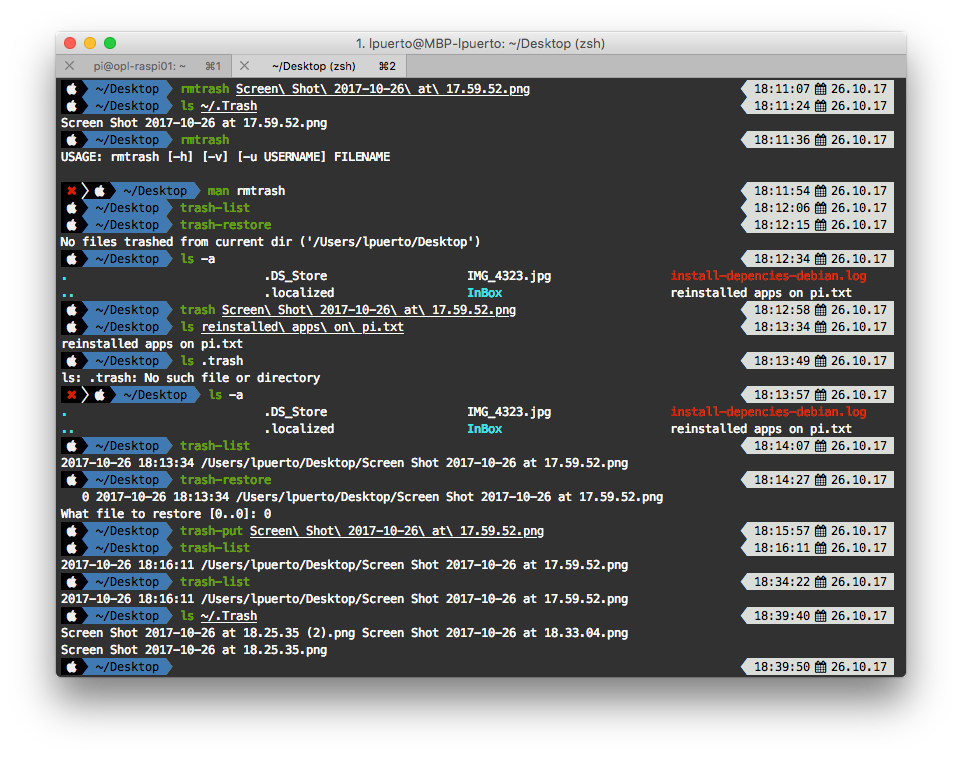 1. lpuerto@MBP-lpuerto: ~/Desktop (zsh)
pi@opl-raspi01: ~ ⌘1 ~/Desktop (zsh) ⌘2
~/Desktop rmtrash Screen\ Shot\ 2017-10-26\ at\ 17.59.52.png 18:11:07 26.10.17
~/Desktop ls ~/.Trash 18:11:24 26.10.17
Screen Shot 2017-10-26 at 17.59.52.png
~/Desktop rmtrash 18:11:36 26.10.17
USAGE: rmtrash [-h] [-v] [-u USERNAME] FILENAME
✖ ~/Desktop man rmtrash 18:11:54 26.10.17
~/Desktop trash-list 18:12:06 26.10.17
~/Desktop trash-restore 18:12:15 26.10.17
No files trashed from current dir ('/Users/lpuerto/Desktop')
~/Desktop ls -a 18:12:34 26.10.17
. .DS_Store IMG_4323.jpg install-depencies-debian.log
.. .localized InBox reinstalled apps on pi.txt
~/Desktop trash Screen\ Shot\ 2017-10-26\ at\ 17.59.52.png 18:12:58 26.10.17
~/Desktop ls reinstalled\ apps\ on\ pi.txt 18:13:34 26.10.17
reinstalled apps on pi.txt
~/Desktop ls .trash 18:13:49 26.10.17
ls: .trash: No such file or directory
✖ ~/Desktop ls -a 18:13:57 26.10.17
. .DS_Store IMG_4323.jpg install-depencies-debian.log
.. .localized InBox reinstalled apps on pi.txt
~/Desktop trash-list 18:14:07 26.10.17
2017-10-26 18:13:34 /Users/lpuerto/Desktop/Screen Shot 2017-10-26 at 17.59.52.png
~/Desktop trash-restore 18:14:27 26.10.17
0 2017-10-26 18:13:34 /Users/lpuerto/Desktop/Screen Shot 2017-10-26 at 17.59.52.png
What file to restore [0..0]: 0
~/Desktop trash-put Screen\ Shot\ 2017-10-26\ at\ 17.59.52.png 18:15:57 26.10.17
~/Desktop trash-list 18:16:11 26.10.17
2017-10-26 18:16:11 /Users/lpuerto/Desktop/Screen Shot 2017-10-26 at 17.59.52.png
~/Desktop trash-list 18:34:22 26.10.17
2017-10-26 18:16:11 /Users/lpuerto/Desktop/Screen Shot 2017-10-26 at 17.59.52.png
~/Desktop ls ~/.Trash 18:39:40 26.10.17
Screen Shot 2017-10-26 at 18.25.35 (2).png Screen Shot 2017-10-26 at 18.33.04.png
Screen Shot 2017-10-26 at 18.25.35.png
~/Desktop 18:39:50 26.10.17